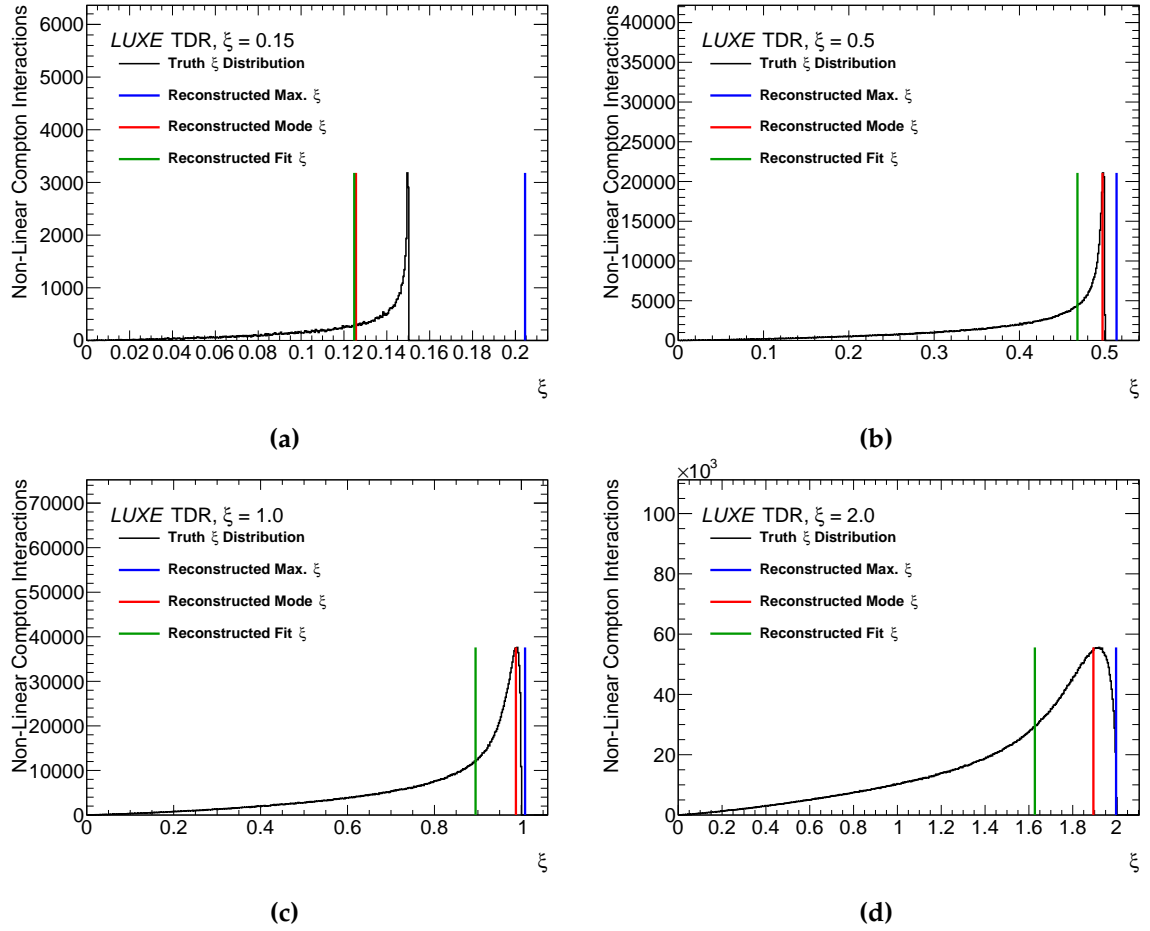 LUXE TDR, ξ = 0.15
Truth ξ Distribution
Reconstructed Max. ξ
Reconstructed Mode ξ
Reconstructed Fit ξ
Non-Linear Compton Interactions
6000
5000
4000
3000
2000
1000
0
0 0.02 0.04 0.06 0.08 0.1 0.12 0.14 0.16 0.18 0.2
ξ
(a)
LUXE TDR, ξ = 0.5
Truth ξ Distribution
Reconstructed Max. ξ
Reconstructed Mode ξ
Reconstructed Fit ξ
Non-Linear Compton Interactions
40000
35000
30000
25000
20000
15000
10000
5000
0
0 0.1 0.2 0.3 0.4 0.5
ξ
(b)
LUXE TDR, ξ = 1.0
Truth ξ Distribution
Reconstructed Max. ξ
Reconstructed Mode ξ
Reconstructed Fit ξ
Non-Linear Compton Interactions
70000
60000
50000
40000
30000
20000
10000
0
0 0.2 0.4 0.6 0.8 1
ξ
(c)
×10³
LUXE TDR, ξ = 2.0
Truth ξ Distribution
Reconstructed Max. ξ
Reconstructed Mode ξ
Reconstructed Fit ξ
Non-Linear Compton Interactions
100
80
60
40
20
0
0 0.2 0.4 0.6 0.8 1 1.2 1.4 1.6 1.8 2
ξ
(d)